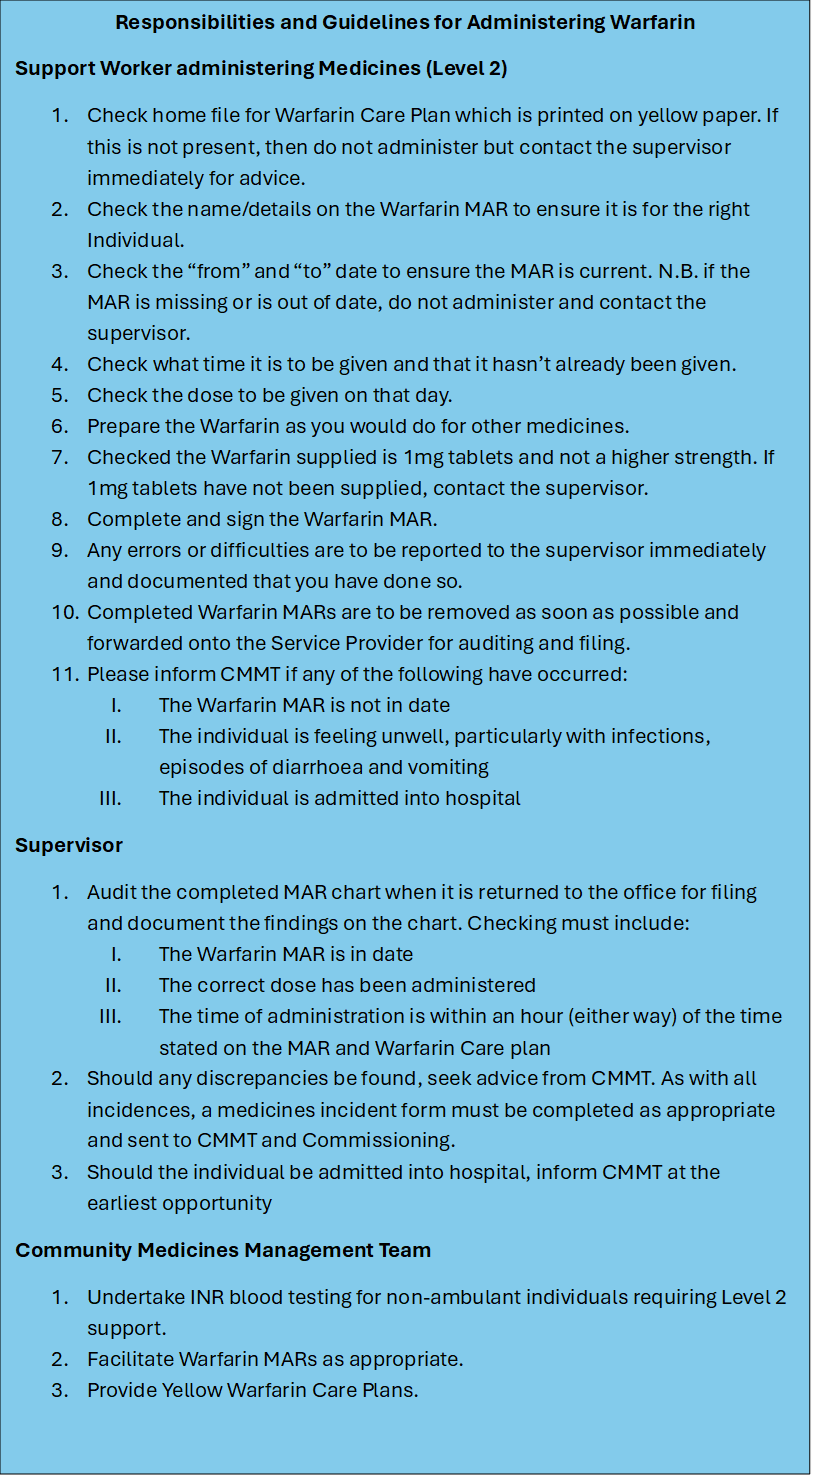 Responsibilities and Guidelines for Administering Warfarin
Support Worker administering Medicines (Level 2)
1. Check home file for Warfarin Care Plan which is printed on yellow paper. If
this is not present, then do not administer but contact the supervisor
immediately for advice.
2. Check the name/details on the Warfarin MAR to ensure it is for the right
Individual.
3. Check the “from” and “to” date to ensure the MAR is current. N.B. if the
MAR is missing or is out of date, do not administer and contact the
supervisor.
4. Check what time it is to be given and that it hasn’t already been given.
5. Check the dose to be given on that day.
6. Prepare the Warfarin as you would do for other medicines.
7. Checked the Warfarin supplied is 1mg tablets and not a higher strength. If
1mg tablets have not been supplied, contact the supervisor.
8. Complete and sign the Warfarin MAR.
9. Any errors or difficulties are to be reported to the supervisor immediately
and documented that you have done so.
10. Completed Warfarin MARs are to be removed as soon as possible and
forwarded onto the Service Provider for auditing and filing.
11. Please inform CMMT if any of the following have occurred:
I. The Warfarin MAR is not in date
II. The individual is feeling unwell, particularly with infections,
episodes of diarrhoea and vomiting
III. The individual is admitted into hospital
Supervisor
1. Audit the completed MAR chart when it is returned to the office for filing
and document the findings on the chart. Checking must include:
I. The Warfarin MAR is in date
II. The correct dose has been administered
III. The time of administration is within an hour (either way) of the time
stated on the MAR and Warfarin Care plan
2. Should any discrepancies be found, seek advice from CMMT. As with all
incidences, a medicines incident form must be completed as appropriate
and sent to CMMT and Commissioning.
3. Should the individual be admitted into hospital, inform CMMT at the
earliest opportunity
Community Medicines Management Team
1. Undertake INR blood testing for non-ambulant individuals requiring Level 2
support.
2. Facilitate Warfarin MARs as appropriate.
3. Provide Yellow Warfarin Care Plans.